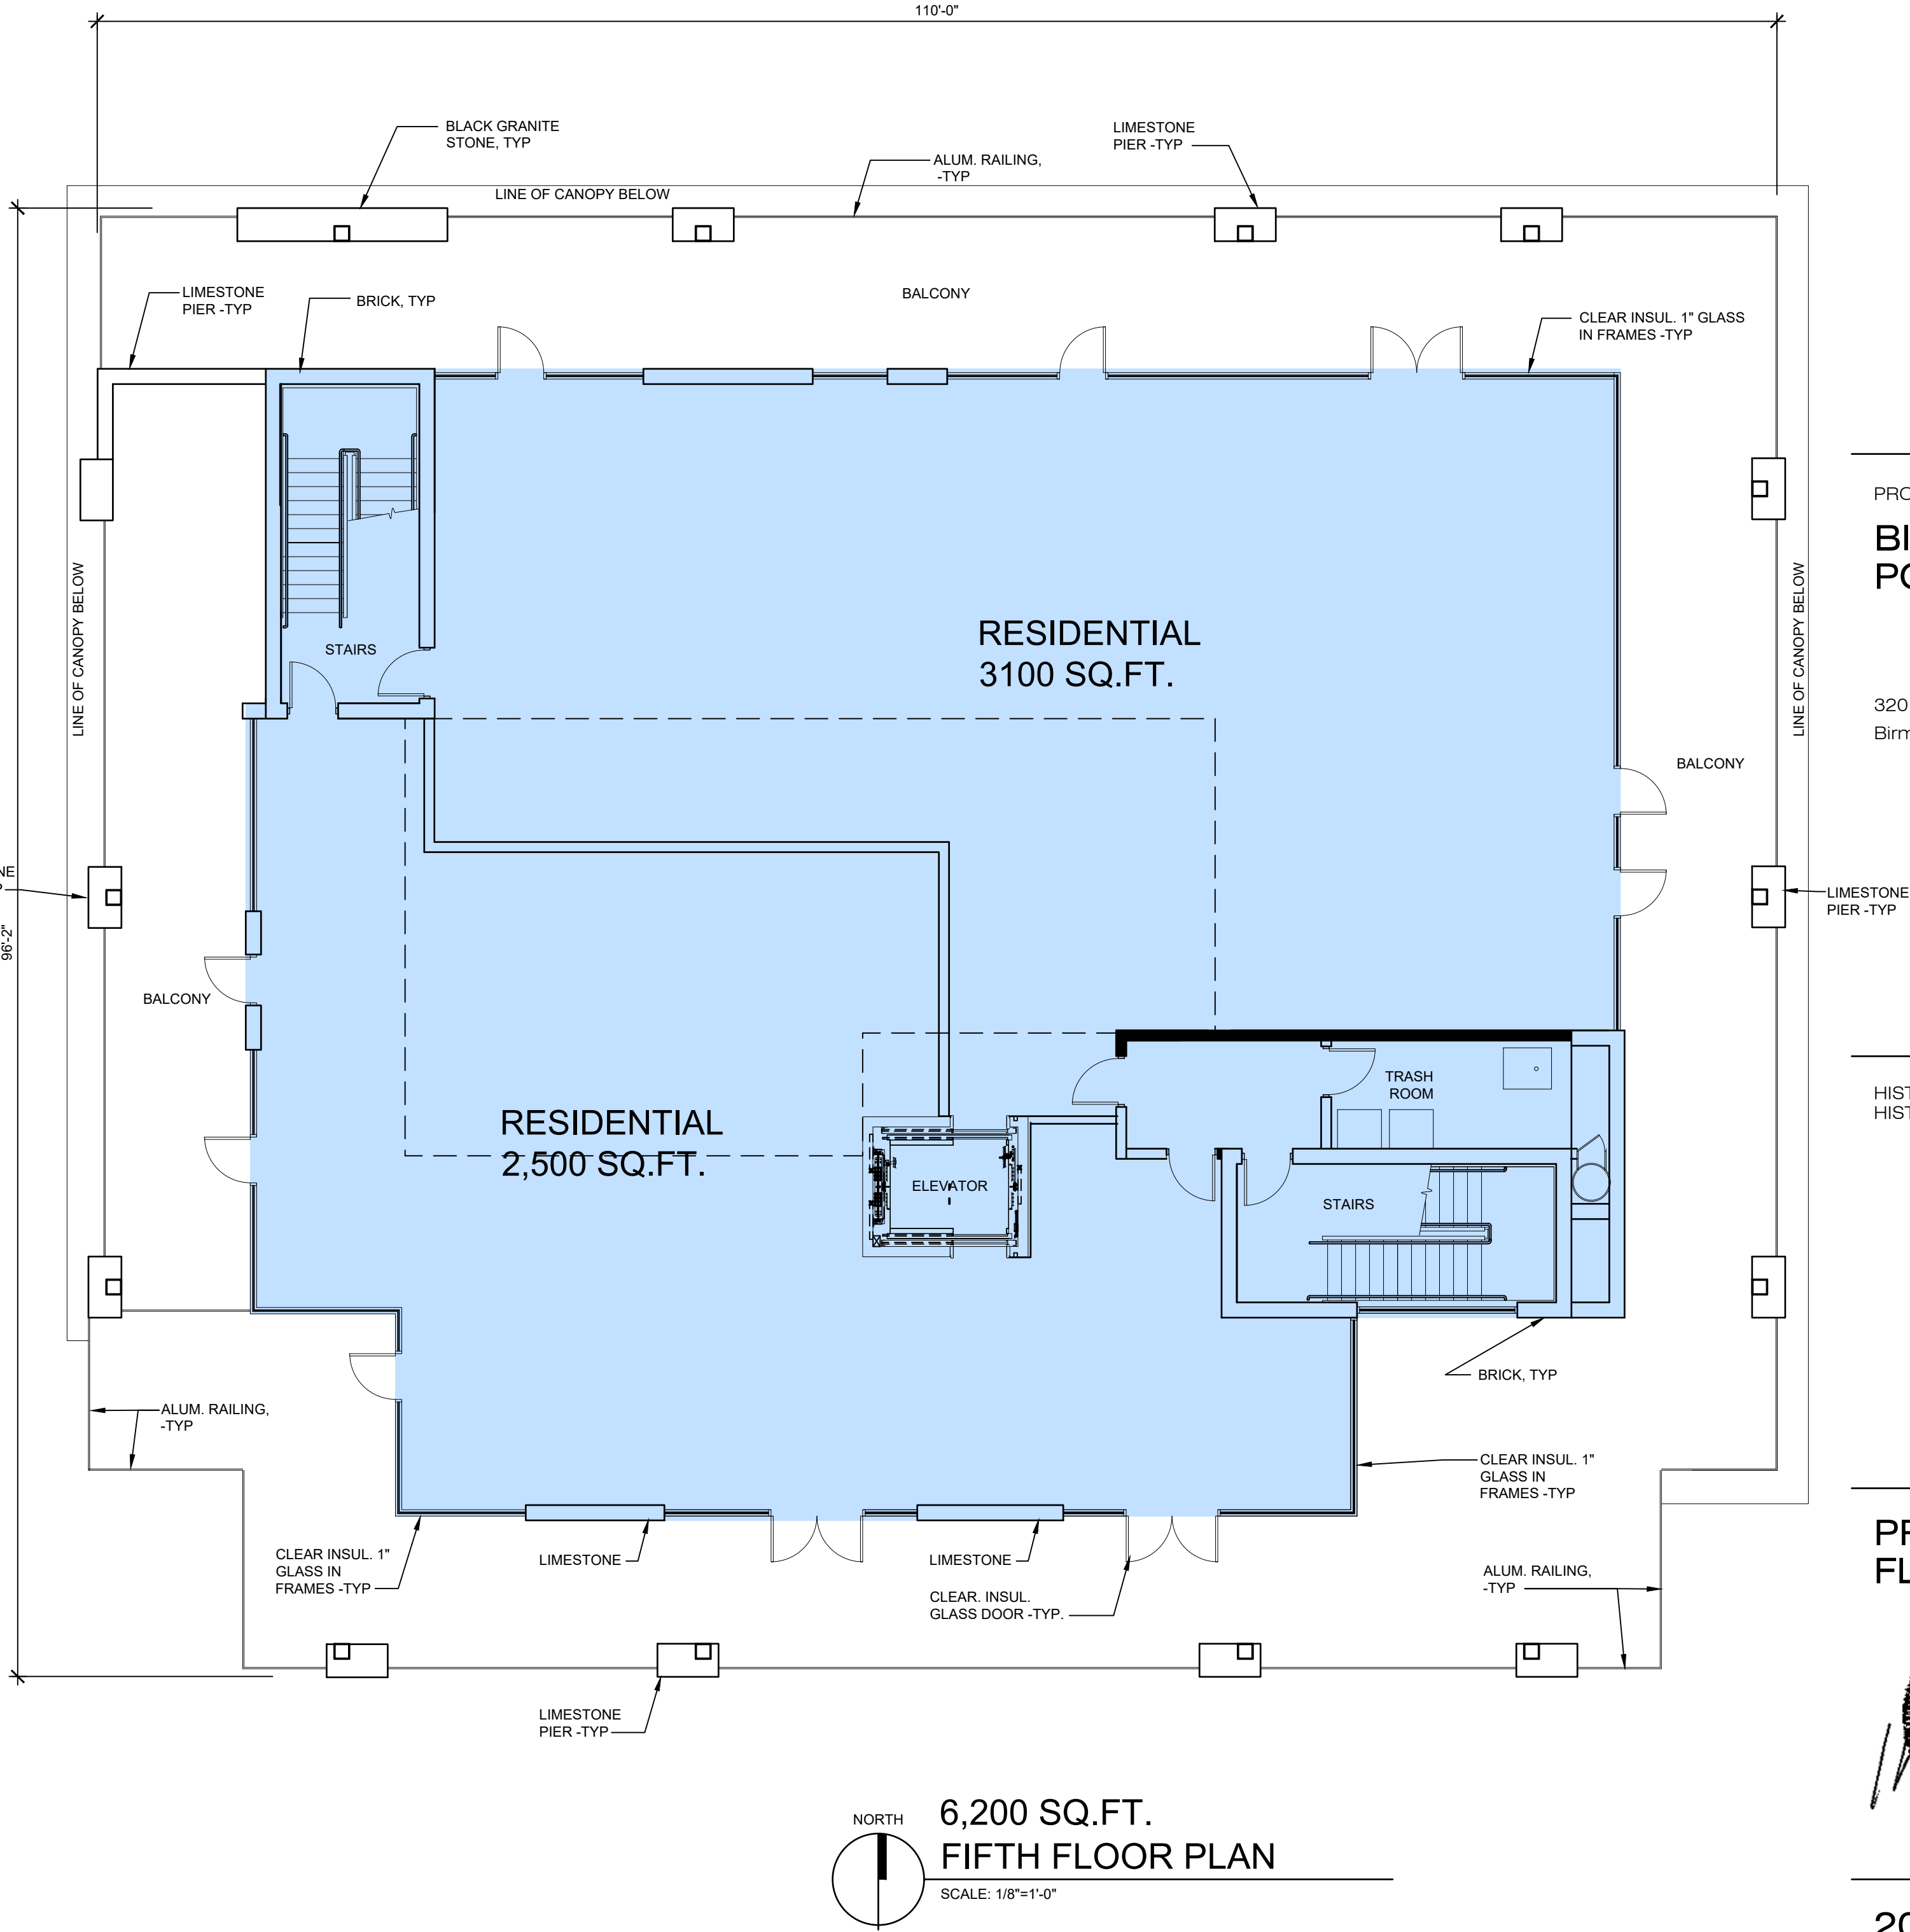 110'-0"
BLACK GRANITE
STONE, TYP
LIMESTONE
PIER -TYP
ALUM. RAILING,
-TYP
LINE OF CANOPY BELOW
LIMESTONE
PIER -TYP
BRICK, TYP
BALCONY
CLEAR INSUL. 1" GLASS
IN FRAMES -TYP
PRO
BI
PO
LINE OF CANOPY BELOW
LINE OF CANOPY BELOW
STAIRS
RESIDENTIAL
3100 SQ.FT.
320
Birm
BALCONY
NE
96'-2"
LIMESTONE
PIER -TYP
BALCONY
TRASH
ROOM
HIST
HIST
RESIDENTIAL
2,500 SQ.FT.
ELEVATOR
STAIRS
BRICK, TYP
ALUM. RAILING,
-TYP
CLEAR INSUL. 1"
GLASS IN
FRAMES -TYP
CLEAR INSUL. 1"
GLASS IN
FRAMES -TYP
LIMESTONE
LIMESTONE
CLEAR. INSUL.
GLASS DOOR -TYP.
ALUM. RAILING,
-TYP
FL
LIMESTONE
PIER -TYP
NORTH
6,200 SQ.FT.
FIFTH FLOOR PLAN
SCALE: 1/8"=1'-0"